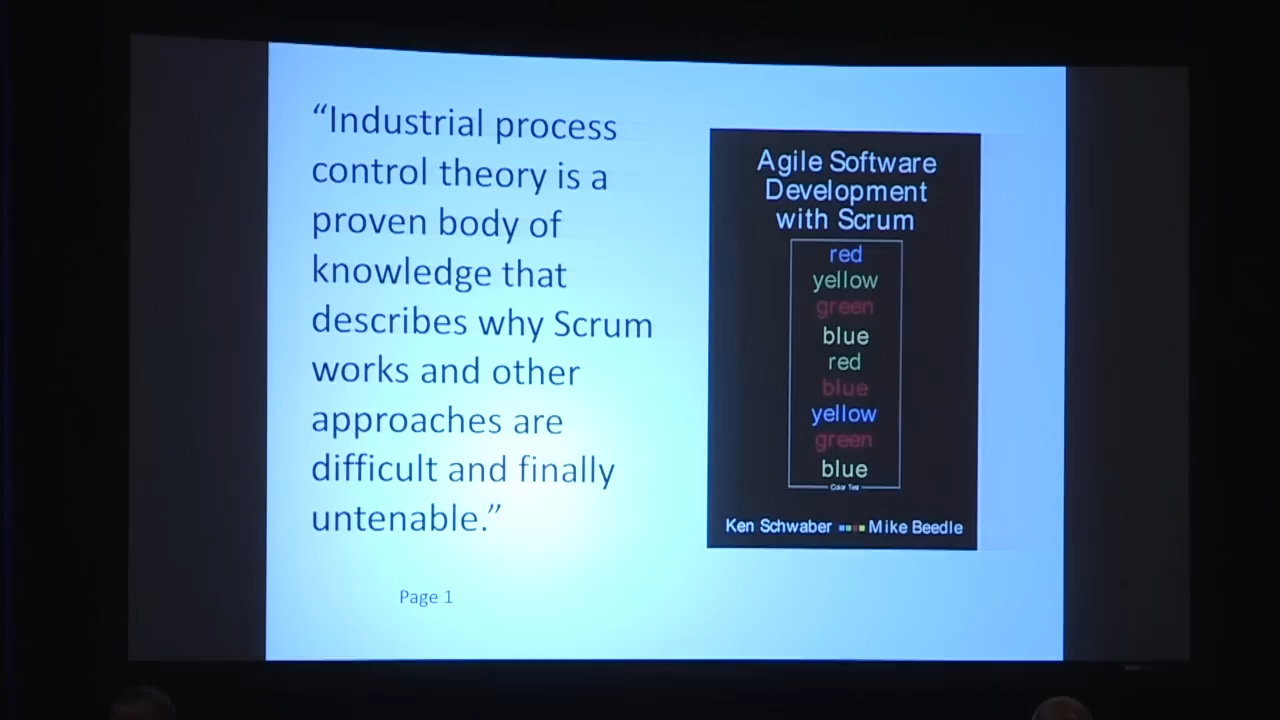 “Industrial process
control theory is a
proven body of
knowledge that
describes why Scrum
works and other
approaches are
difficult and finally
untenable.”
Page 1
Agile Software
Development
with Scrum
red
yellow
green
blue
red
blue
yellow
green
blue
Color Test
Ken Schwaber
Mike Beedle